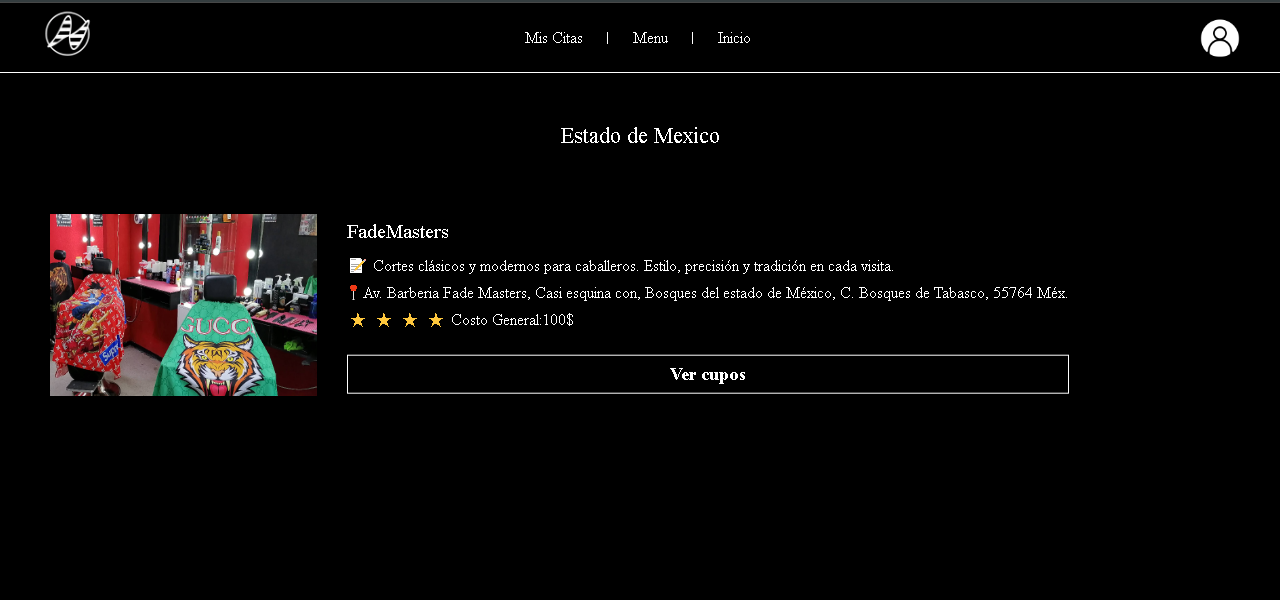 Mis Citas | Menu | Inicio
Estado de Mexico
FadeMasters
📝 Cortes clásicos y modernos para caballeros. Estilo, precisión y tradición en cada visita.
📍Av. Barberia Fade Masters, Casi esquina con, Bosques del estado de México, C. Bosques de Tabasco, 55764 Méx.
⭐ ⭐ ⭐ ⭐ Costo General:100$
Ver cupos
GUCCI
Supreme